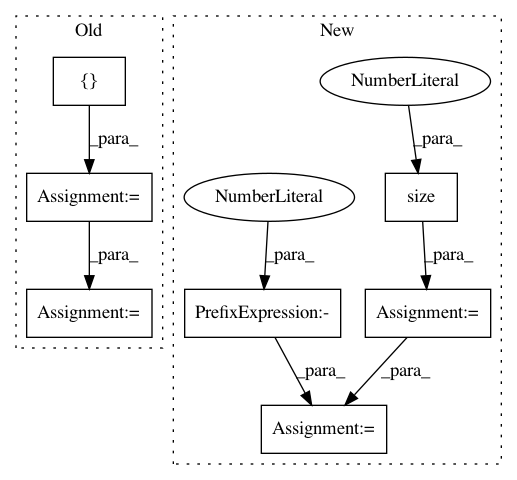 Old
New
{}
NumberLiteral
_para_
_para_
Assignment:=
NumberLiteral
size
_para_
_para_
_para_
Assignment:=
PrefixExpression:-
Assignment:=
_para_
_para_
Assignment:=